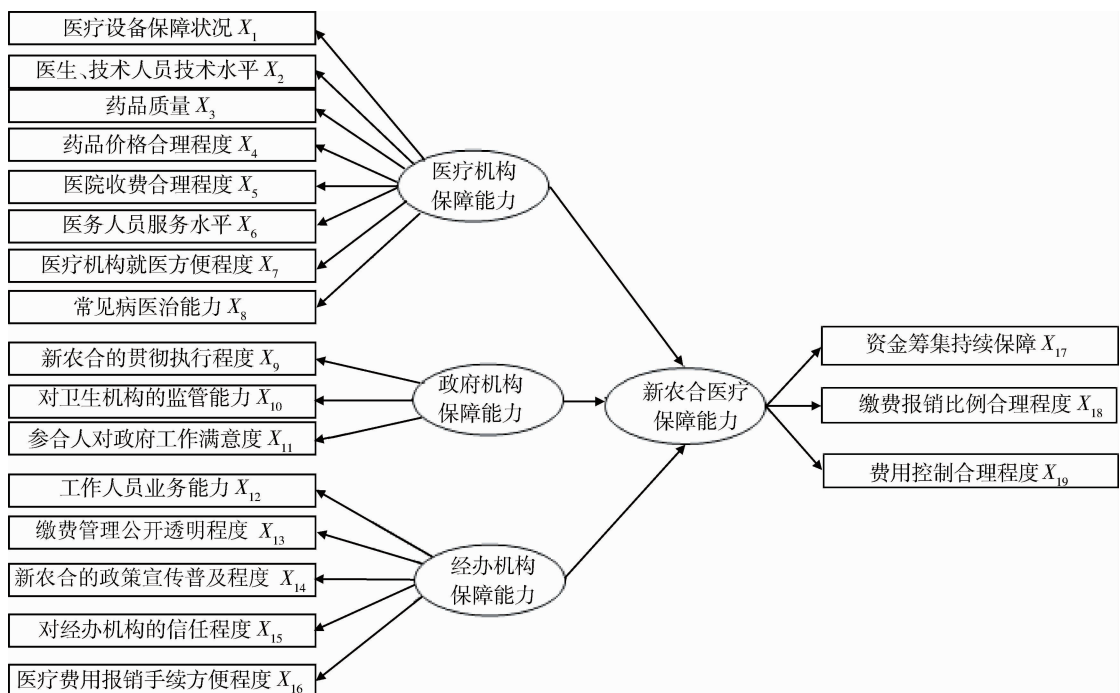 医疗设备保障状况 X₁
医生、技术人员技术水平 X₂
药品质量 X₃
药品价格合理程度 X₄
医院收费合理程度 X₅
医务人员服务水平 X₆
医疗机构就医方便程度 X₇
常见病医治能力 X₈
新农合的贯彻执行程度 X₉
对卫生机构的监管能力 X₁₀
参合人对政府工作满意度 X₁₁
工作人员业务能力 X₁₂
缴费管理公开透明程度 X₁₃
新农合的政策宣传普及程度 X₁₄
对经办机构的信任程度 X₁₅
医疗费用报销手续方便程度 X₁₆
医疗机构
保障能力
政府机构
保障能力
经办机构
保障能力
新农合医疗
保障能力
资金筹集持续保障 X₁₇
缴费报销比例合理程度 X₁₈
费用控制合理程度 X₁₉